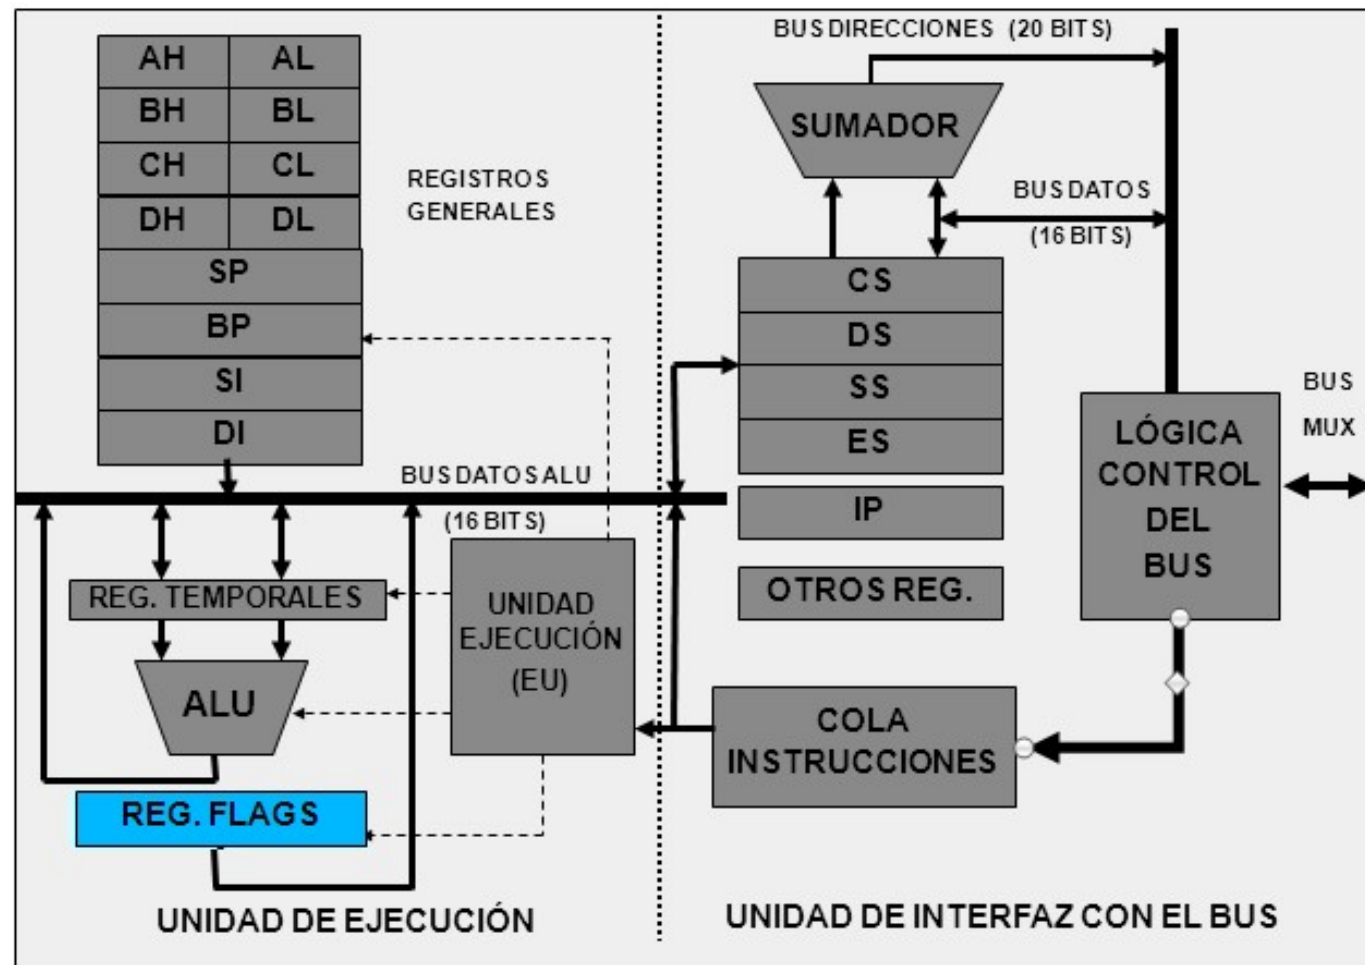 AH AL
BH BL
CH CL
DH DL
SP
BP
SI
DI
REGISTROS
GENERALES
BUS DATOS ALU
(16 BITS)
REG. TEMPORALES
ALU
REG. FLAGS
UNIDAD
EJECUCIÓN
(EU)
UNIDAD DE EJECUCIÓN
BUS DIRECCIONES (20 BITS)
SUMADOR
BUS DATOS
(16 BITS)
CS
DS
SS
ES
IP
OTROS REG.
LÓGICA
CONTROL
DEL
BUS
BUS
MUX
COLA
INSTRUCCIONES
UNIDAD DE INTERFAZ CON EL BUS